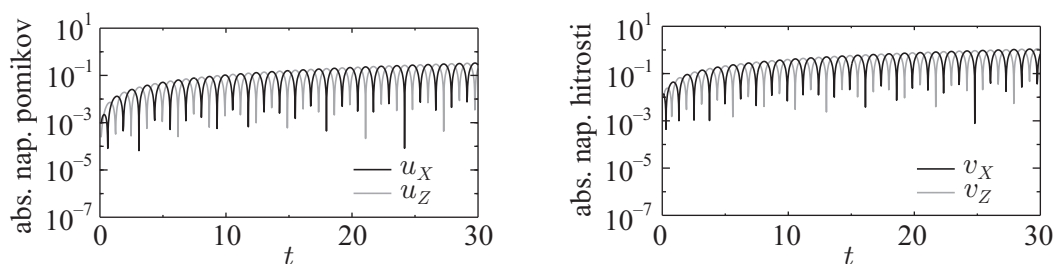 abs. nap. pomikov
10^1
10^-1
10^-3
10^-5
10^-7
u_X
u_Z
0 10 20 30
t
abs. nap. hitrosti
10^1
10^-1
10^-3
10^-5
10^-7
v_X
v_Z
0 10 20 30
t